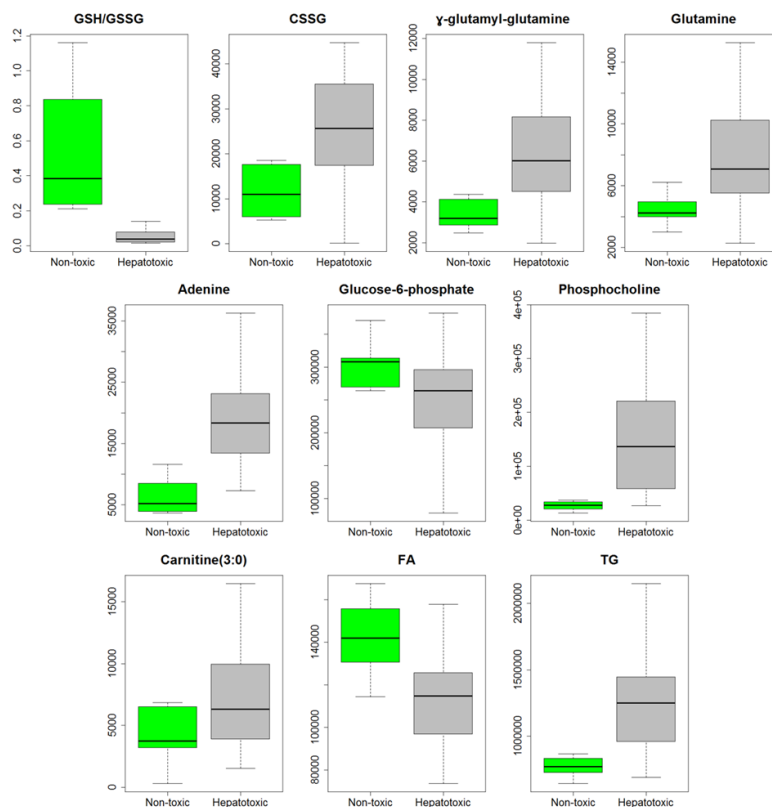 GSH/GSSG
0.0 0.2 0.4 0.6 0.8 1.0 1.2
Non-toxic Hepatotoxic
CSSG
0 10000 20000 30000 40000
Non-toxic Hepatotoxic
ɣ-glutamyl-glutamine
2000 4000 6000 8000 10000 12000
Non-toxic Hepatotoxic
Glutamine
2000 6000 10000 14000
Non-toxic Hepatotoxic
Adenine
5000 15000 25000 35000
Non-toxic Hepatotoxic
Glucose-6-phosphate
100000 200000 300000
Non-toxic Hepatotoxic
Phosphocholine
0e+00 1e+05 2e+05 3e+05 4e+05
Non-toxic Hepatotoxic
Carnitine(3:0)
0 5000 10000 15000
Non-toxic Hepatotoxic
FA
80000 100000 140000
Non-toxic Hepatotoxic
TG
1000000 1500000 2000000
Non-toxic Hepatotoxic